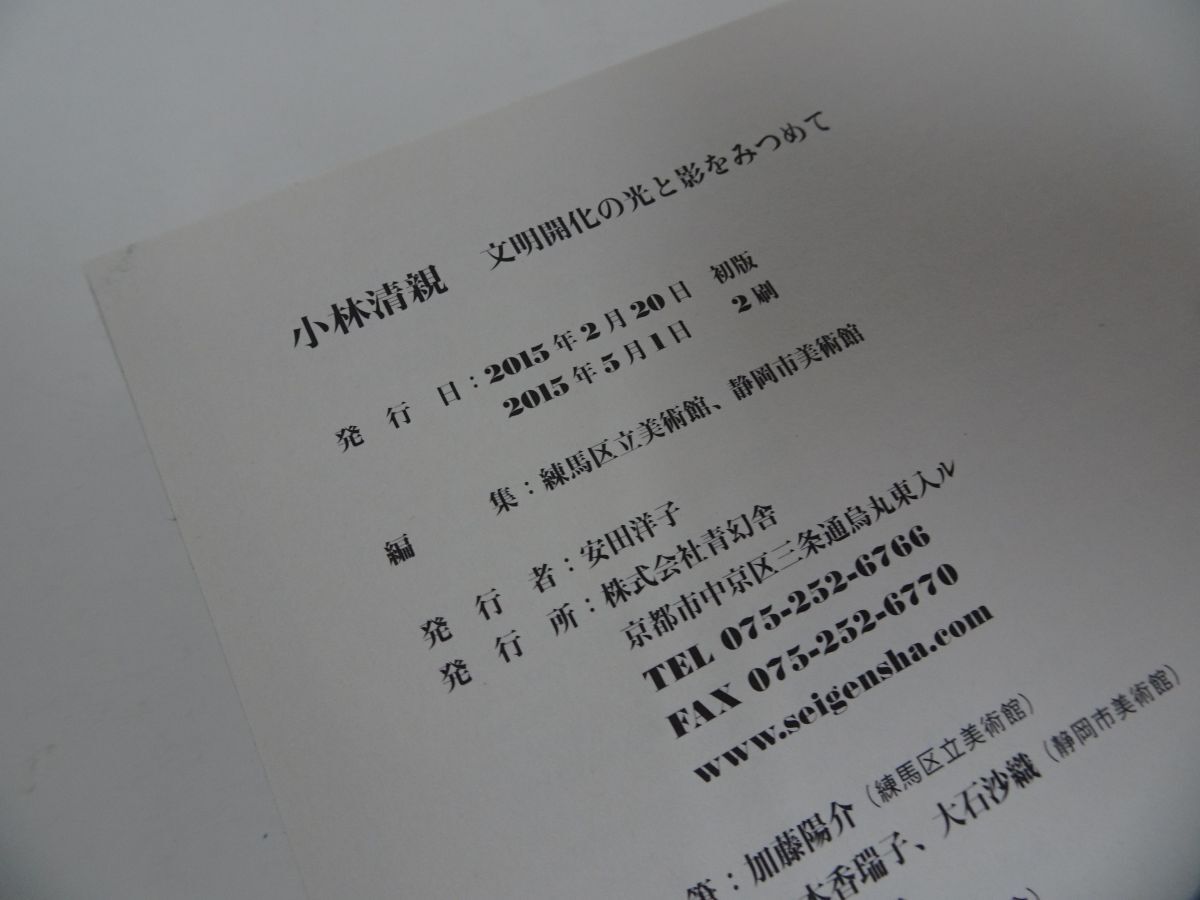 小林清親 文明開化の光と影をみつめて
発行日：2015年2月20日 初版
2015年5月1日 2刷
編集：練馬区立美術館、静岡市美術館
発行者：安田洋子
発行所：株式会社青幻舎
京都市中京区三条通烏丸東入ル
TEL 075-252-6766
FAX 075-252-6770
www.seigensha.com
筆：加藤陽介（練馬区立美術館）
木香瑞子、大石沙織（静岡市美術館）